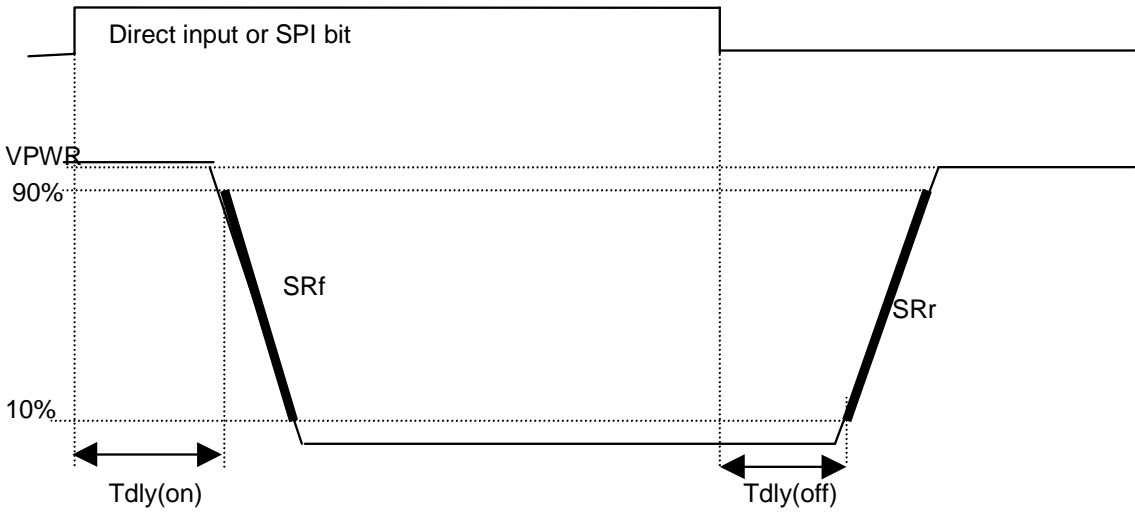 Direct input or SPI bit
VPWR
90%
SRf
SRr
10%
Tdly(on)
Tdly(off)